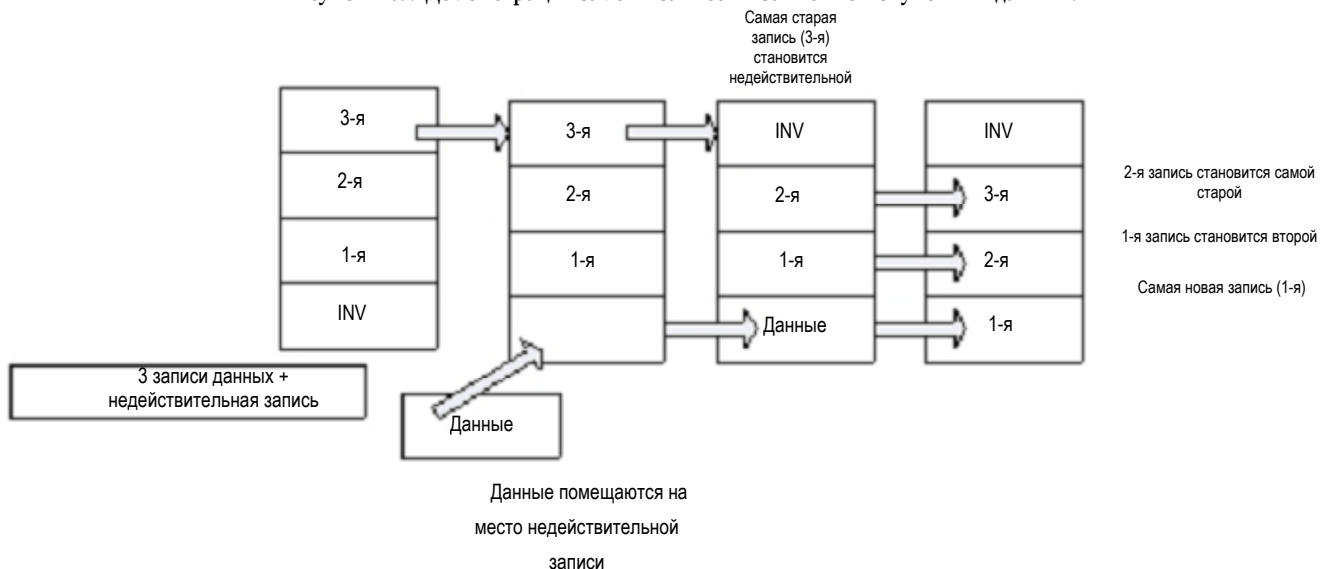 Самая старая
запись (3-я)
становится
недействительной
3-я
2-я
1-я
INV
3-я
2-я
1-я
INV
2-я
1-я
Данные
INV
3-я
2-я
1-я
2-я запись становится самой
старой
1-я запись становится второй
Самая новая запись (1-я)
3 записи данных +
недействительная запись
Данные
Данные помещаются на
место недействительной
записи